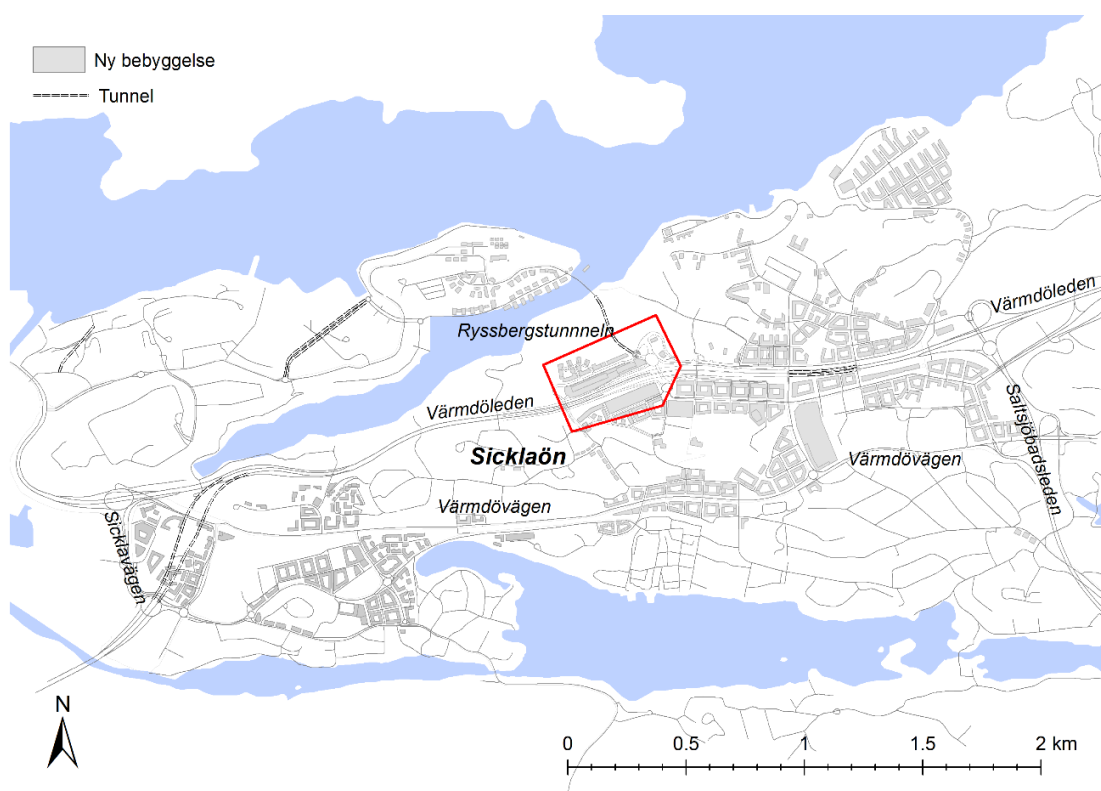 Ny bebyggelse
Tunnel
Värmdöleden
Ryssbergstunnneln
Värmdöleden
Saltsjöbadsleden
Sicklaön
Värmdövägen
Värmdövägen
Sicklavägen
N
0 0.5 1 1.5 2 km